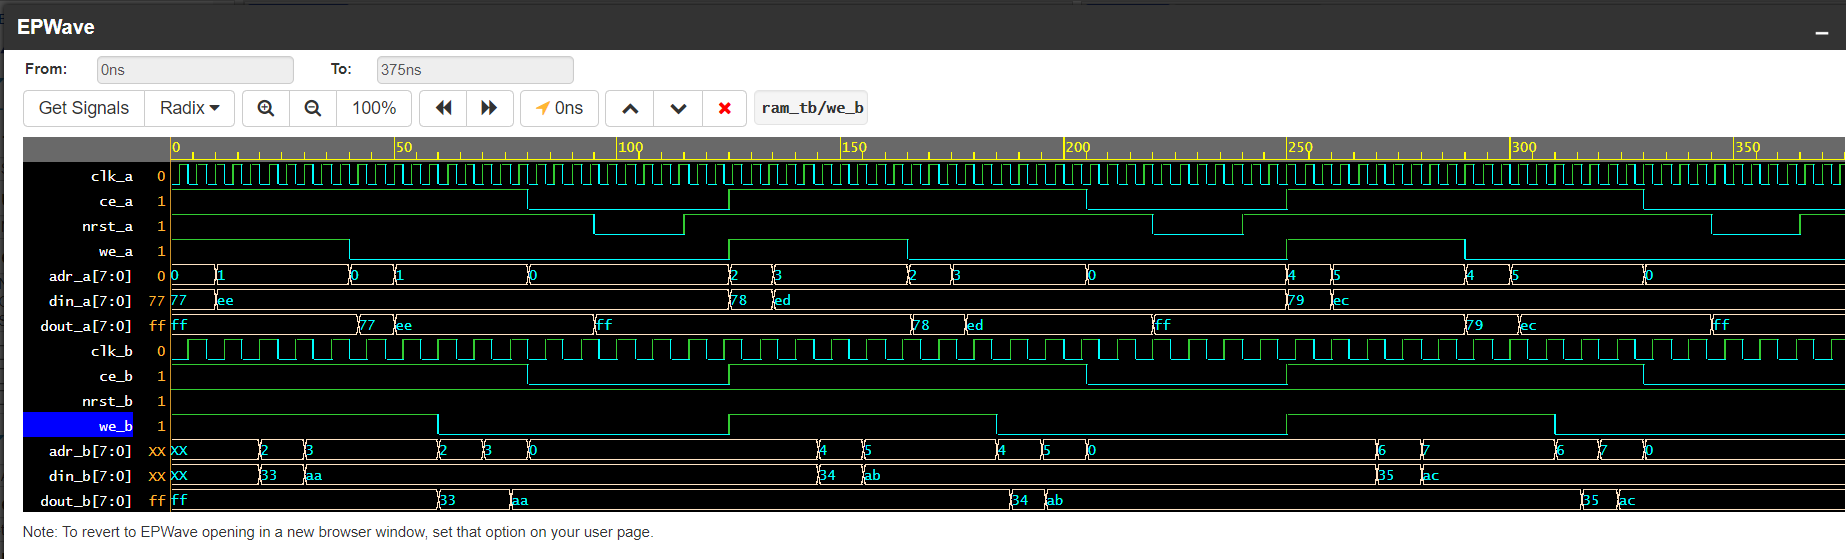 EPWave
From: 0ns To: 375ns
Get Signals Radix 100% 0ns ram_tb/we_b
0 50 100 150 200 250 300 350
clk_a 0
ce_a 1
nrst_a 1
we_a 1
adr_a[7:0] 0 0 1 0 1 0 2 3 2 3 0 4 5 4 5 0
din_a[7:0] 77 77 ee 78 ed 79 ec
dout_a[7:0] ff ff 77 ee ff 78 ed ff 79 ec ff
clk_b 0
ce_b 1
nrst_b 1
we_b 1
adr_b[7:0] XX XX 2 3 2 3 0 4 5 4 5 0 6 7 6 7 0
din_b[7:0] XX XX 33 aa 34 ab 35 ac
dout_b[7:0] ff ff 33 aa 34 ab 35 ac
Note: To revert to EPWave opening in a new browser window, set that option on your user page.